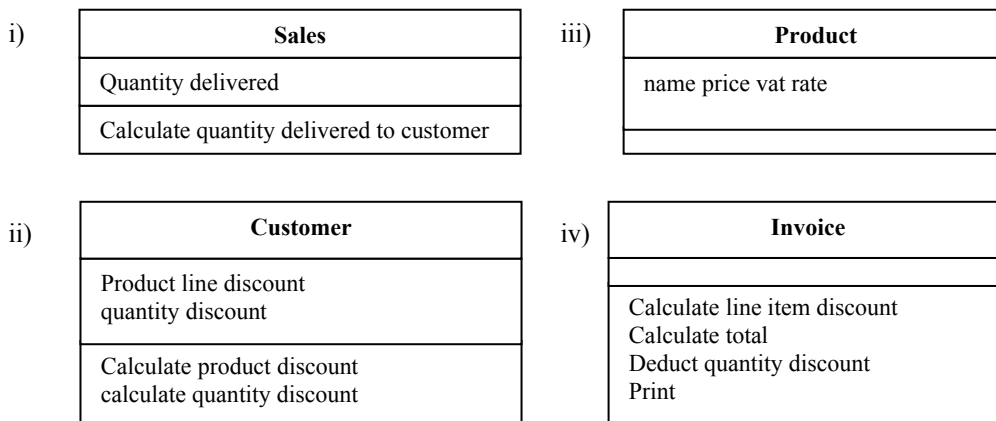 i)
Sales
Quantity delivered
Calculate quantity delivered to customer
iii)
Product
name price vat rate
ii)
Customer
Product line discount
quantity discount
Calculate product discount
calculate quantity discount
iv)
Invoice
Calculate line item discount
Calculate total
Deduct quantity discount
Print